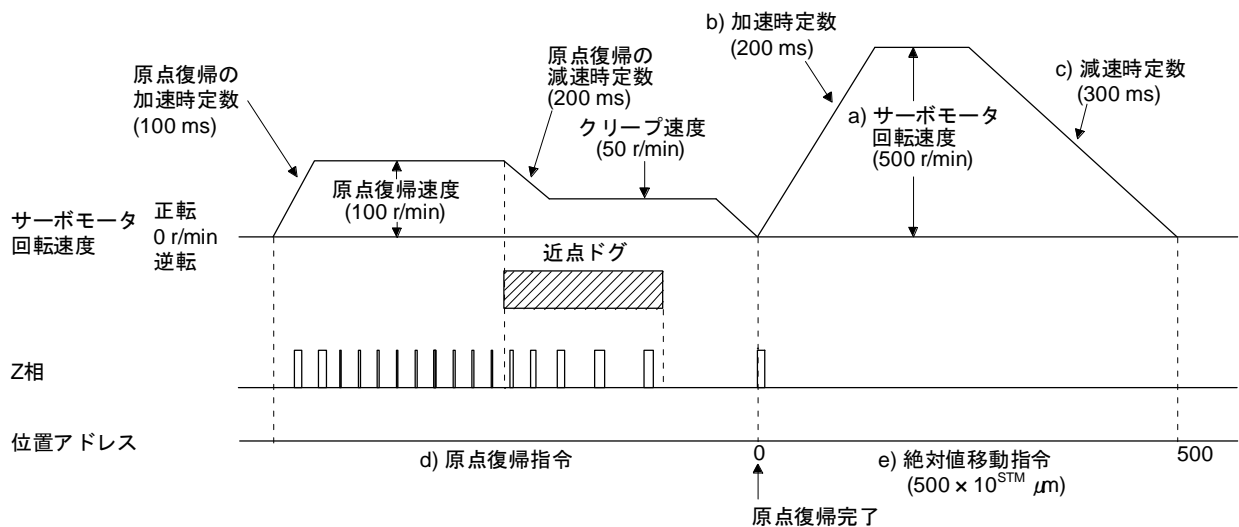 b) 加速時定数
(200 ms)
原点復帰の
加速時定数
(100 ms)
原点復帰の
減速時定数
(200 ms)
c) 減速時定数
(300 ms)
クリープ速度
(50 r/min)
a) サーボモータ
回転速度
(500 r/min)
原点復帰速度
(100 r/min)
サーボモータ
回転速度
正転
0 r/min
逆転
近点ドグ
Z相
位置アドレス
d) 原点復帰指令
0
e) 絶対値移動指令
(500 × 10^STM μm)
500
原点復帰完了